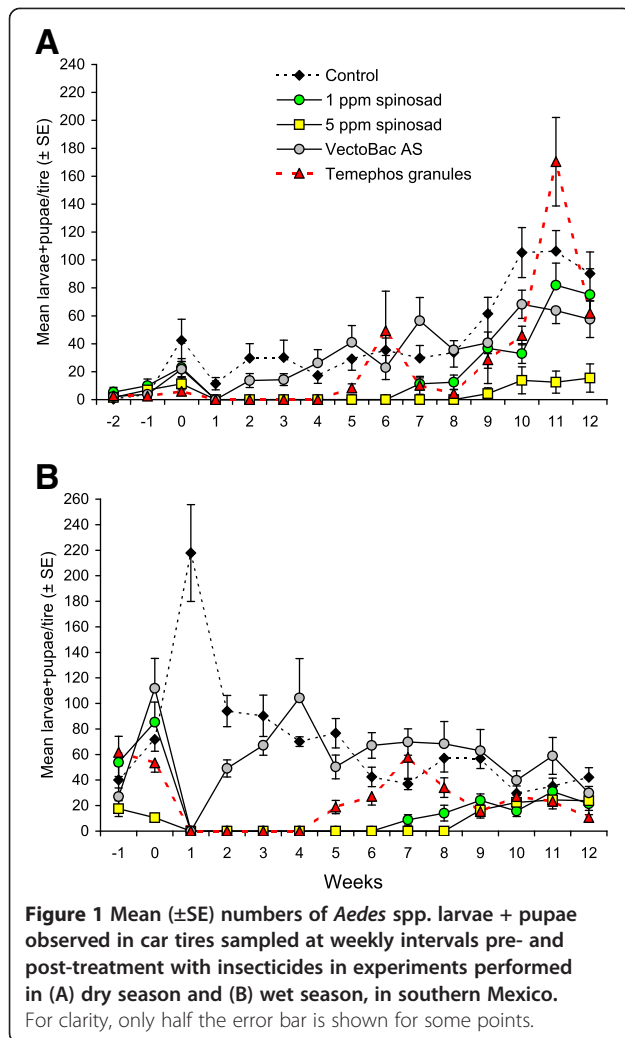 A
Mean larvae+pupae/tire (± SE)
240
220
200
180
160
140
120
100
80
60
40
20
0
Control
1 ppm spinosad
5 ppm spinosad
VectoBac AS
Temephos granules
-2 -1 0 1 2 3 4 5 6 7 8 9 10 11 12
B
Mean larvae+pupae/tire (± SE)
260
240
220
200
180
160
140
120
100
80
60
40
20
0
-1 0 1 2 3 4 5 6 7 8 9 10 11 12
Weeks
Figure 1 Mean (±SE) numbers of Aedes spp. larvae + pupae
observed in car tires sampled at weekly intervals pre- and
post-treatment with insecticides in experiments performed
in (A) dry season and (B) wet season, in southern Mexico.
For clarity, only half the error bar is shown for some points.